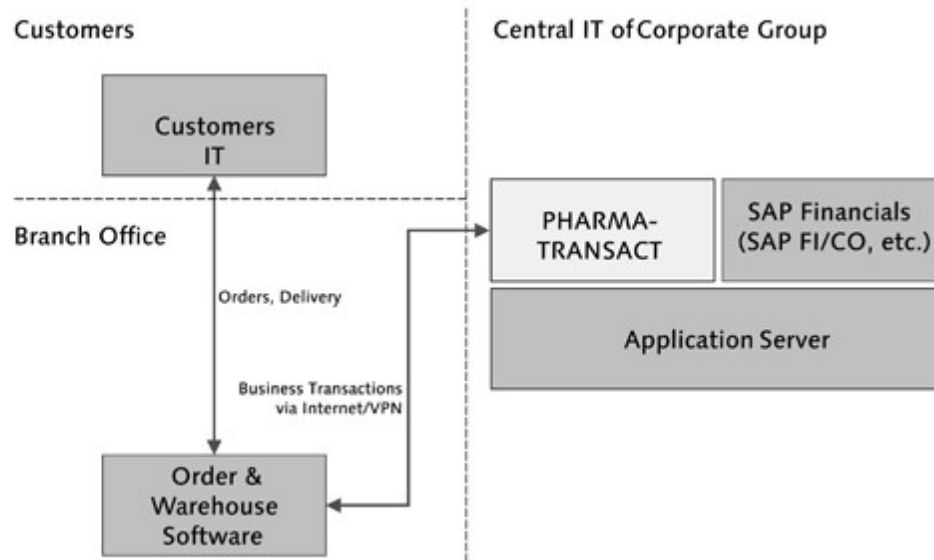 Customers
Customers
IT
Branch Office
Orders, Delivery
Business Transactions
via Internet/VPN
Order &
Warehouse
Software
Central IT of Corporate Group
PHARMA-
TRANSACT
SAP Financials
(SAP FI/CO, etc.)
Application Server